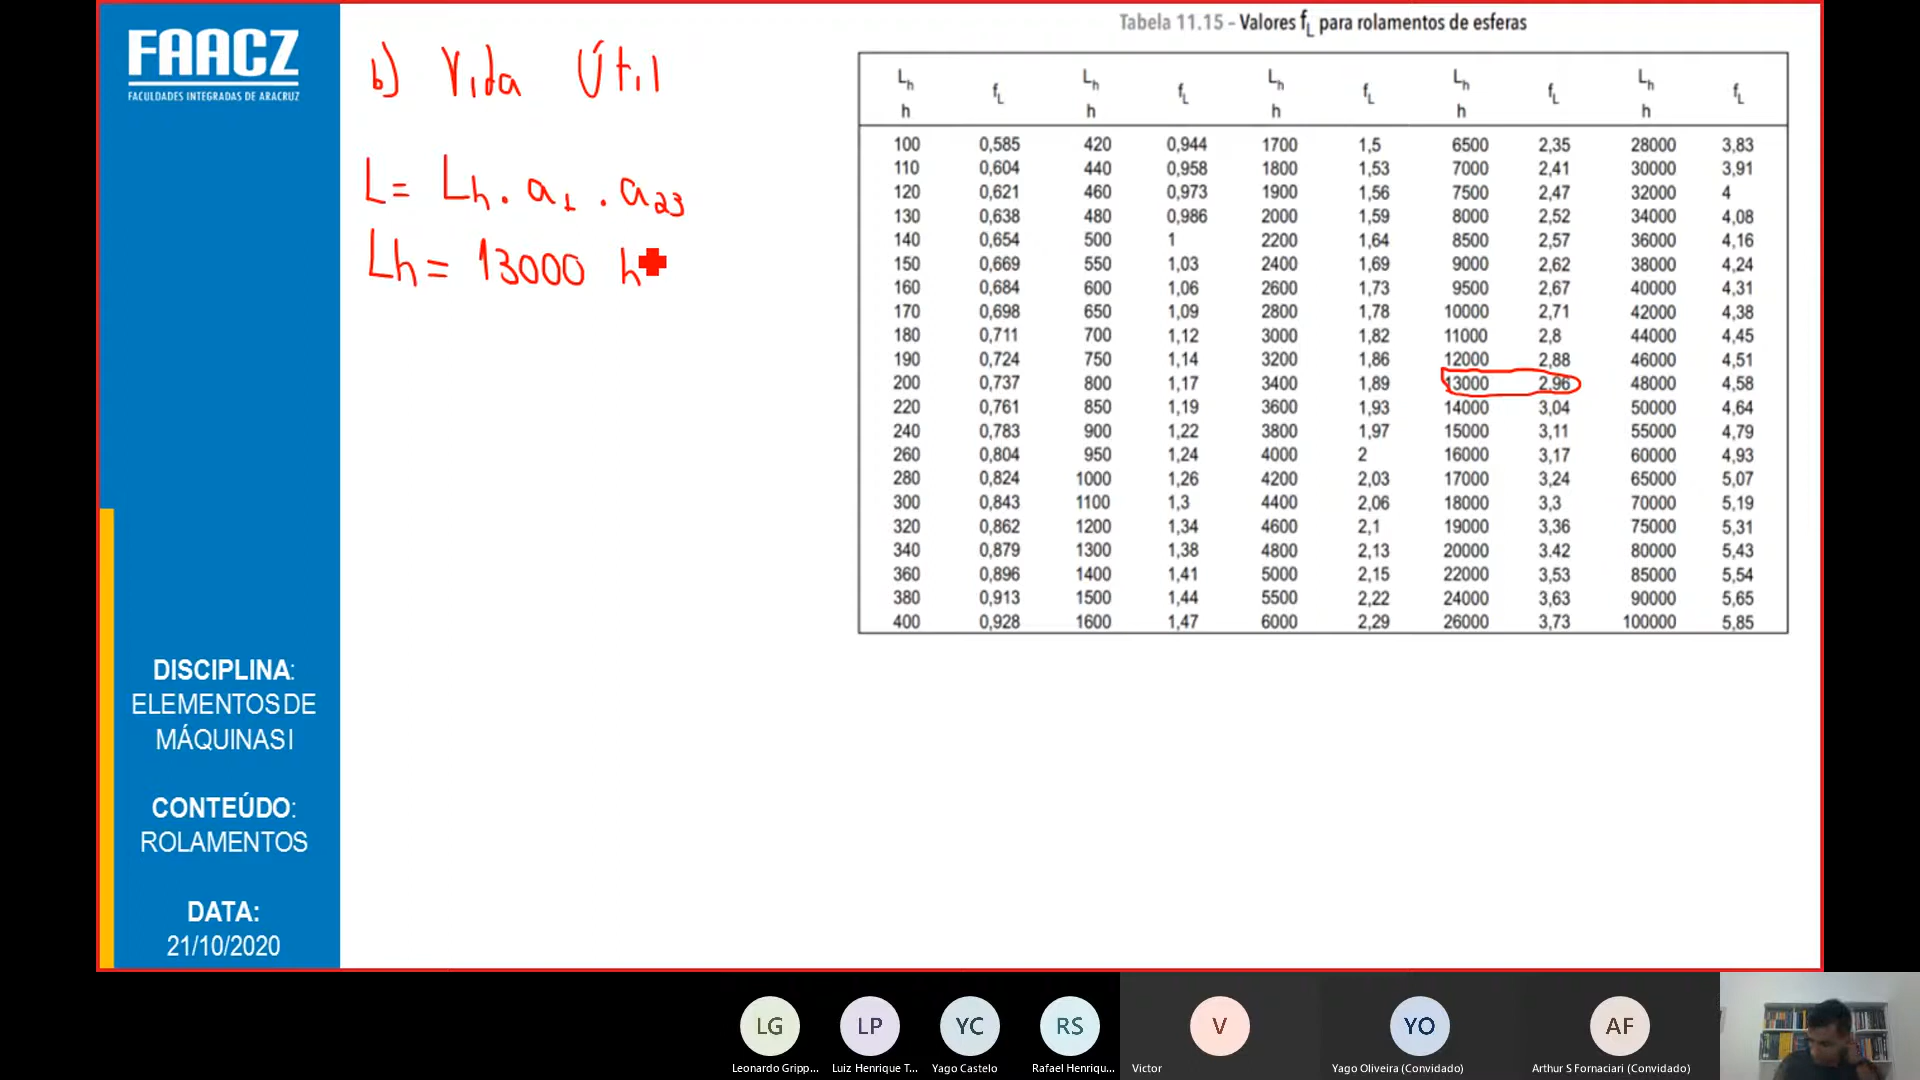 FAACZ
FACULDADES INTEGRADAS DE ARACRUZ
b) Vida Útil
L = Lh . a1 . a23
Lh = 13000 h
Tabela 11.15 – Valores fL para rolamentos de esferas
Lh fL Lh fL Lh fL Lh fL Lh fL
h h h h h
100 0,585 420 0,944 1700 1,5 6500 2,35 28000 3,83
110 0,604 440 0,958 1800 1,53 7000 2,41 30000 3,91
120 0,621 460 0,973 1900 1,56 7500 2,47 32000 4
130 0,638 480 0,986 2000 1,59 8000 2,52 34000 4,08
140 0,654 500 1 2200 1,64 8500 2,57 36000 4,16
150 0,669 550 1,03 2400 1,69 9000 2,62 38000 4,24
160 0,684 600 1,06 2600 1,73 9500 2,67 40000 4,31
170 0,698 650 1,09 2800 1,78 10000 2,71 42000 4,38
180 0,711 700 1,12 3000 1,82 11000 2,8 44000 4,45
190 0,724 750 1,14 3200 1,86 12000 2,88 46000 4,51
200 0,737 800 1,17 3400 1,89 13000 2,96 48000 4,58
220 0,761 850 1,19 3600 1,93 14000 3,04 50000 4,64
240 0,783 900 1,22 3800 1,97 15000 3,11 55000 4,79
260 0,804 950 1,24 4000 2 16000 3,17 60000 4,93
280 0,824 1000 1,26 4200 2,03 17000 3,24 65000 5,07
300 0,843 1100 1,3 4400 2,06 18000 3,3 70000 5,19
320 0,862 1200 1,34 4600 2,1 19000 3,36 75000 5,31
340 0,879 1300 1,38 4800 2,13 20000 3.42 80000 5,43
360 0,896 1400 1,41 5000 2,15 22000 3,53 85000 5,54
380 0,913 1500 1,44 5500 2,22 24000 3,63 90000 5,65
400 0,928 1600 1,47 6000 2,29 26000 3,73 100000 5,85
DISCIPLINA:
ELEMENTOS DE
MÁQUINAS I
CONTEÚDO:
ROLAMENTOS
DATA:
21/10/2020
LG LP YC RS V YO AF
Leonardo Gripp... Luiz Henrique T... Yago Castelo Rafael Henriqu... Victor Yago Oliveira (Convidado) Arthur S Fornaciari (Convidado)